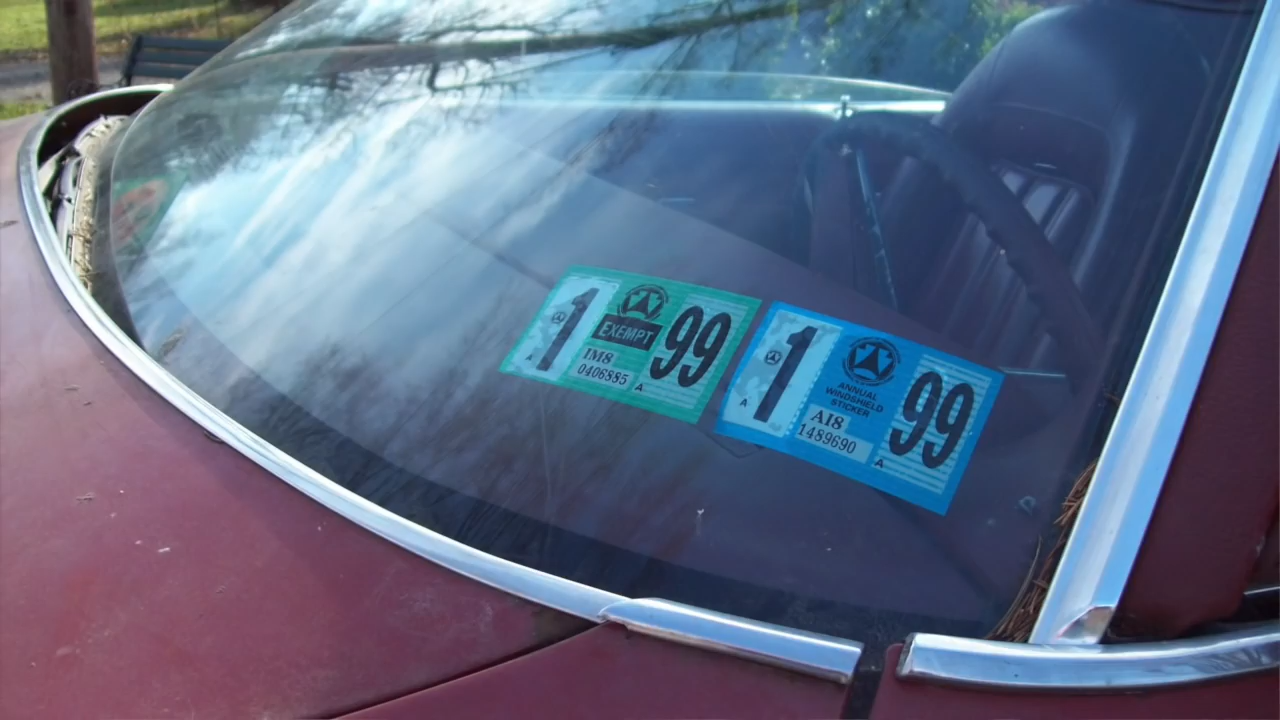 1
EXEMPT
IM8
0406885
A
99
1
A
ANNUAL
WINDSHIELD
STICKER
AI8
1489690
A
99